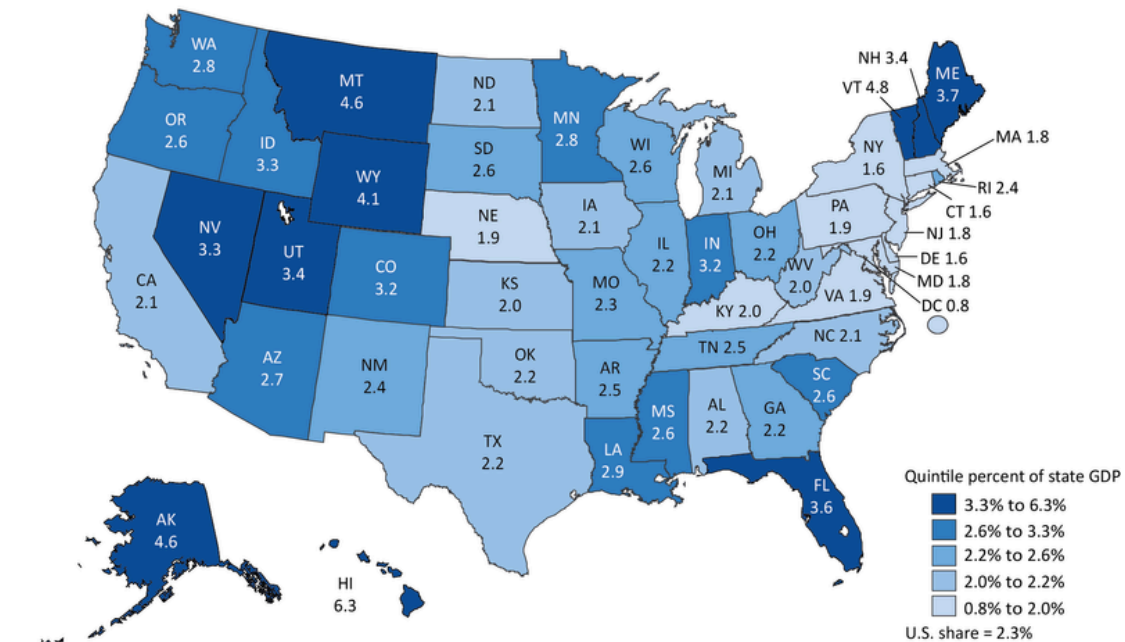 WA
2.8
OR
2.6
CA
2.1
ID
3.3
NV
3.3
MT
4.6
WY
4.1
UT
3.4
AZ
2.7
CO
3.2
NM
2.4
ND
2.1
SD
2.6
NE
1.9
KS
2.0
OK
2.2
TX
2.2
MN
2.8
IA
2.1
MO
2.3
AR
2.5
LA
2.9
WI
2.6
IL
2.2
MS
2.6
MI
2.1
IN
3.2
KY 2.0
TN 2.5
AL
2.2
OH
2.2
WV
2.0
GA
2.2
FL
3.6
SC
2.6
NC 2.1
VA 1.9
PA
1.9
NY
1.6
VT 4.8
NH 3.4
ME
3.7
MA 1.8
RI 2.4
CT 1.6
NJ 1.8
DE 1.6
MD 1.8
DC 0.8
AK
4.6
HI
6.3
Quintile percent of state GDP
3.3% to 6.3%
2.6% to 3.3%
2.2% to 2.6%
2.0% to 2.2%
0.8% to 2.0%
U.S. share = 2.3%